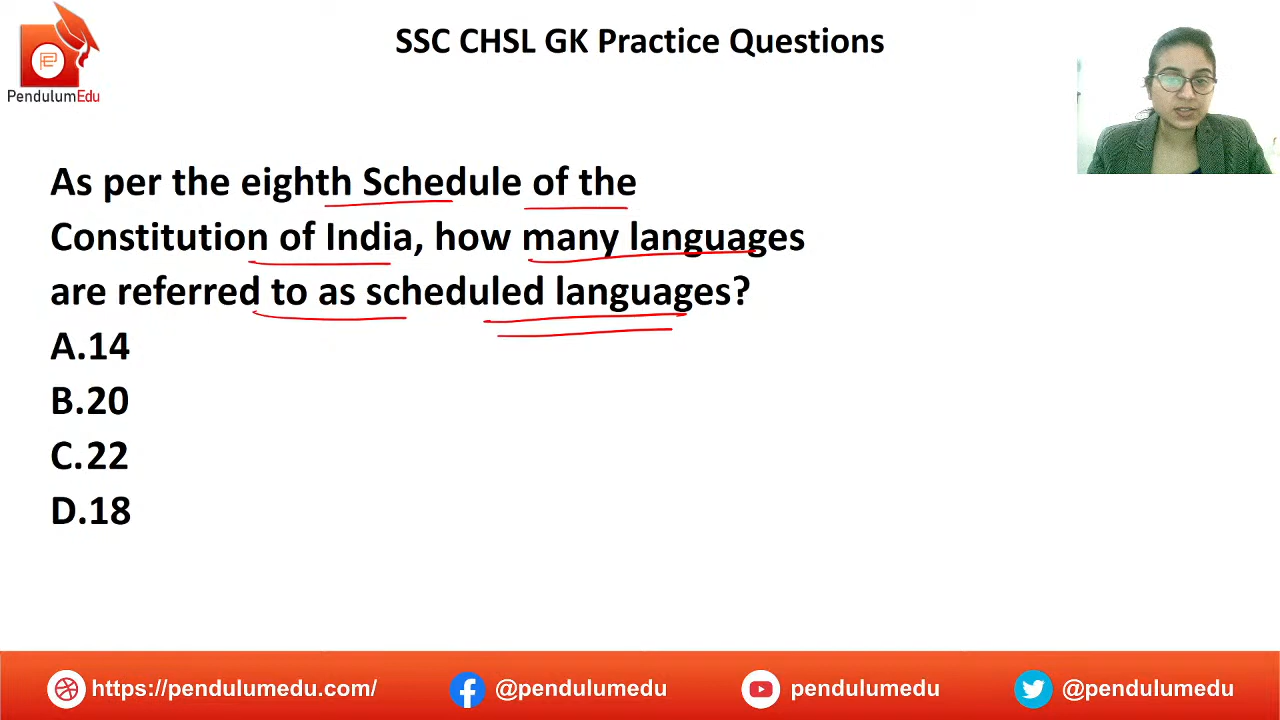 SSC CHSL GK Practice Questions
PE
PendulumEdu
As per the eighth Schedule of the
Constitution of India, how many languages
are referred to as scheduled languages?
A.14
B.20
C.22
D.18
https://pendulumedu.com/ @pendulumedu pendulumedu @pendulumedu